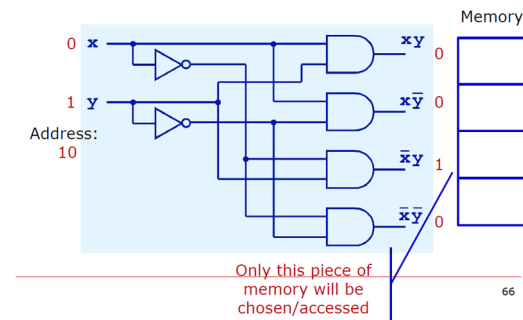 Memory
0 x
xy 0
1 y
xy̅ 0
Address:
10
x̅y 1
x̅y̅ 0
Only this piece of
memory will be
chosen/accessed
66